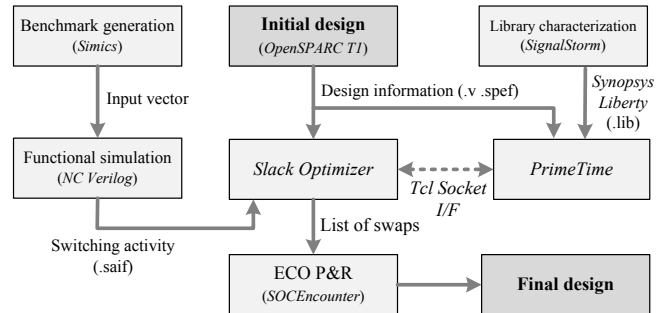 Benchmark generation
(Simics)
Initial design
(OpenSPARC T1)
Library characterization
(SignalStorm)
Input vector
Design information (.v .spef)
Synopsys
Liberty
(.lib)
Functional simulation
(NC Verilog)
Slack Optimizer
PrimeTime
Tcl Socket
I/F
List of swaps
Switching activity
(.saif)
ECO P&R
(SOCEncounter)
Final design